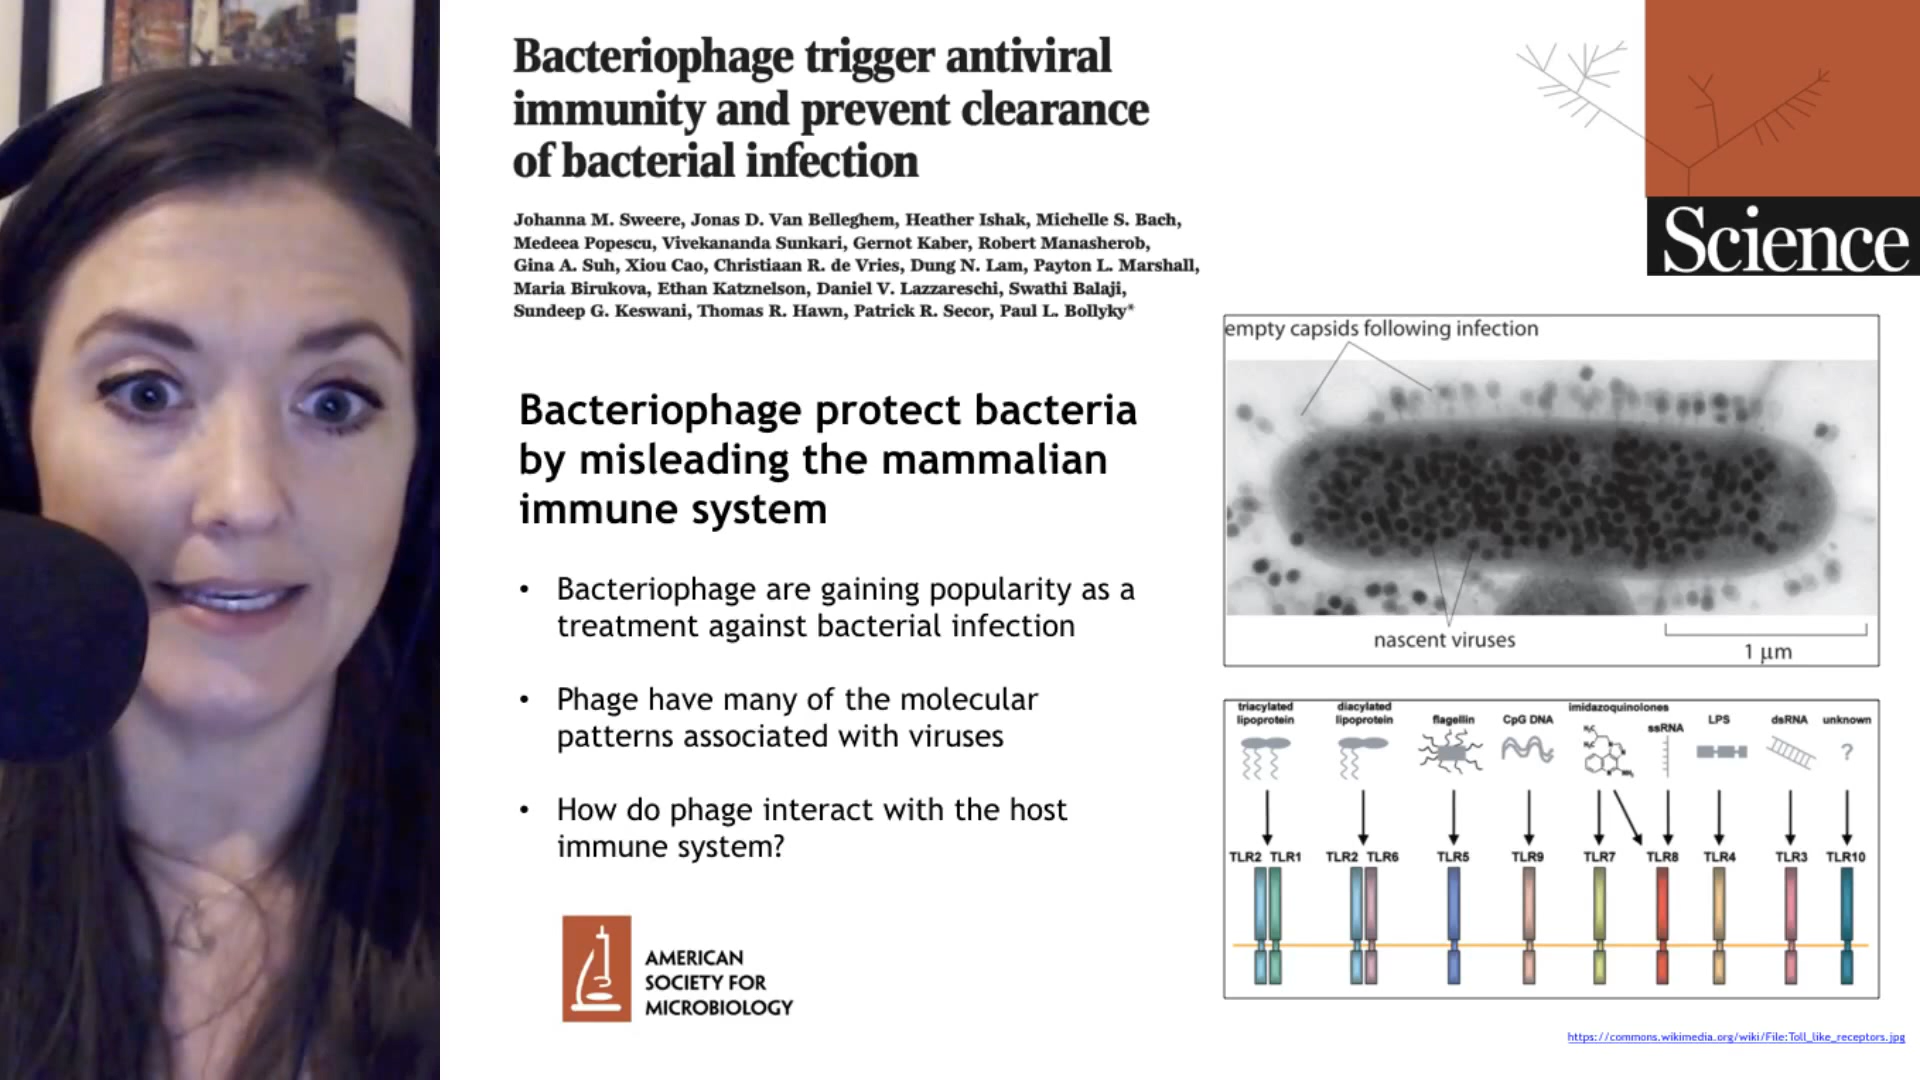 Bacteriophage trigger antiviral
immunity and prevent clearance
of bacterial infection
Johanna M. Sweere, Jonas D. Van Belleghem, Heather Ishak, Michelle S. Bach,
Medeea Popescu, Vivekananda Sunkari, Gernot Kaber, Robert Manasherob,
Gina A. Suh, Xiou Cao, Christiaan R. de Vries, Dung N. Lam, Payton L. Marshall,
Maria Birukova, Ethan Katznelson, Daniel V. Lazzareschi, Swathi Balaji,
Sundeep G. Keswani, Thomas R. Hawn, Patrick R. Secor, Paul L. Bollyky*
Science
Bacteriophage protect bacteria
by misleading the mammalian
immune system
• Bacteriophage are gaining popularity as a
treatment against bacterial infection
• Phage have many of the molecular
patterns associated with viruses
• How do phage interact with the host
immune system?
AMERICAN
SOCIETY FOR
MICROBIOLOGY
empty capsids following infection
nascent viruses
1 μm
triacylated
lipoprotein
diacylated
lipoprotein
flagellin
CpG DNA
imidazoquinolones
ssRNA
LPS
dsRNA
unknown
?
TLR2 TLR1
TLR2 TLR6
TLR5
TLR9
TLR7
TLR8
TLR4
TLR3
TLR10
https://commons.wikimedia.org/wiki/File:Toll_like_receptors.jpg